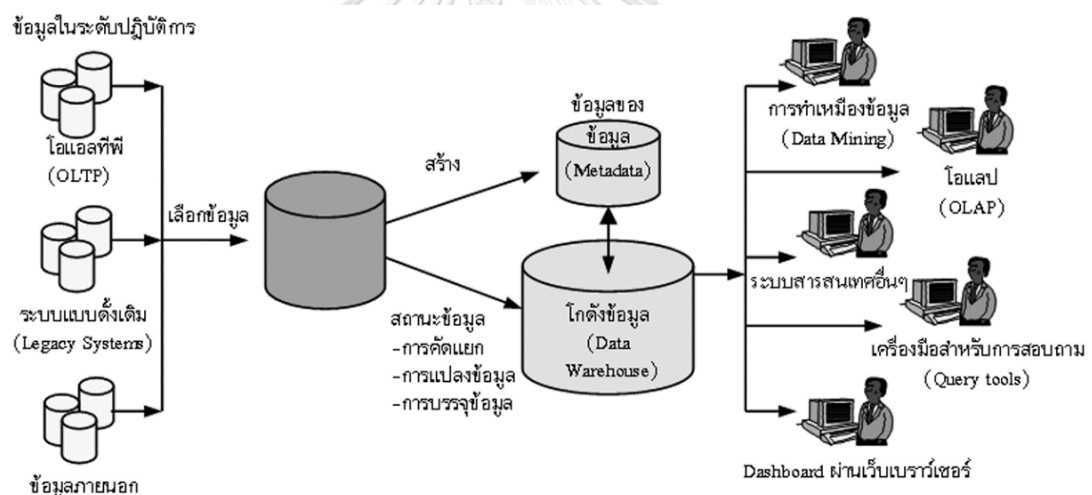 ข้อมูลในระดับปฏิบัติการ
โอแอลทีพี
(OLTP)
ระบบแบบดั้งเดิม
(Legacy Systems)
ข้อมูลภายนอก
เลือกข้อมูล
สร้าง
สถานะข้อมูล
-การคัดแยก
-การแปลงข้อมูล
-การบรรจุข้อมูล
ข้อมูลของ
ข้อมูล
(Metadata)
โกดังข้อมูล
(Data
Warehouse)
การทำเหมืองข้อมูล
(Data Mining)
โอแลป
(OLAP)
ระบบสารสนเทศอื่นๆ
เครื่องมือสำหรับการสอบถาม
(Query tools)
Dashboard ผ่านเว็บเบราว์เซอร์